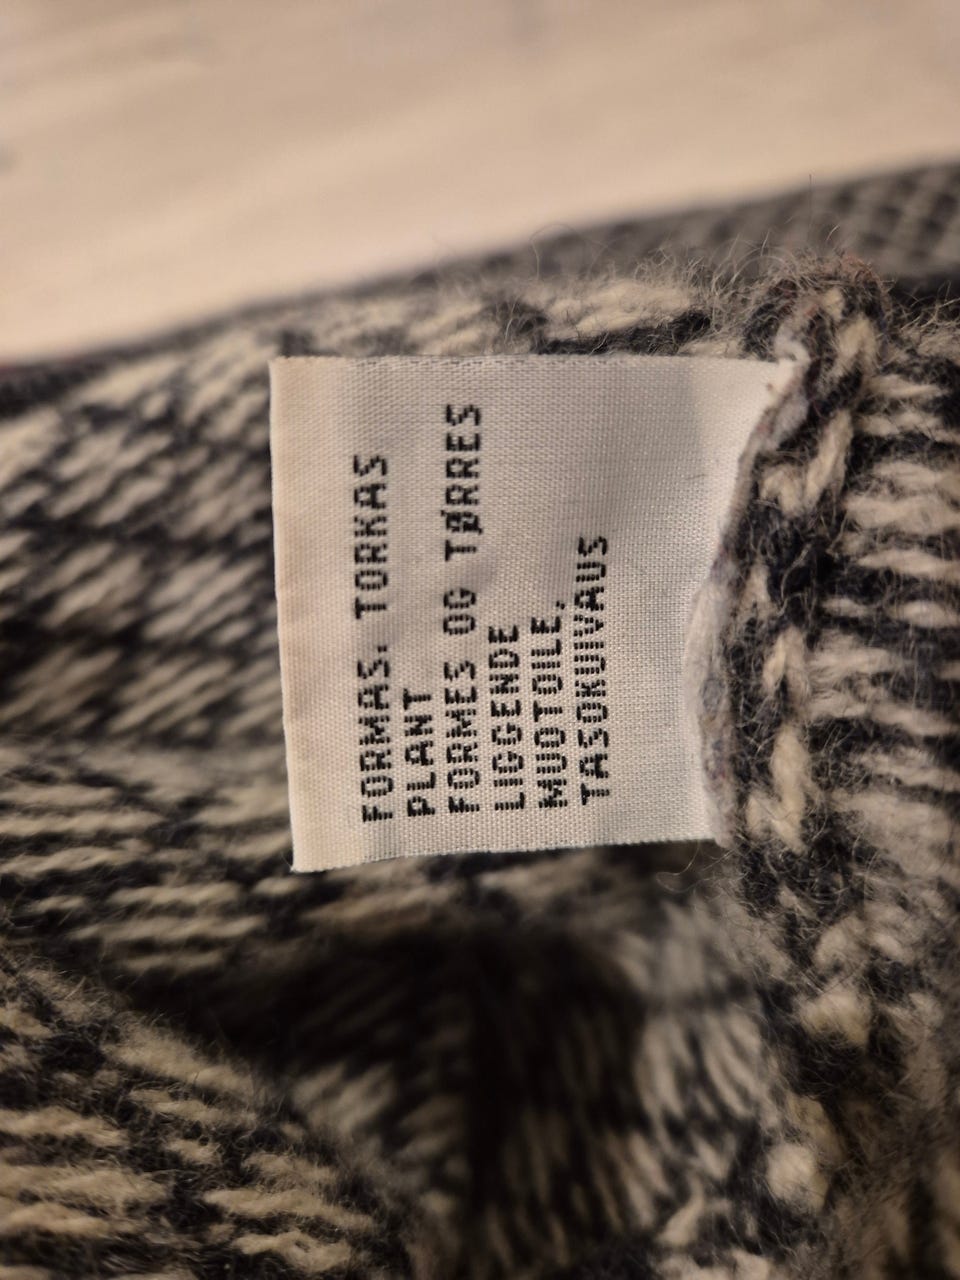 FORMAS. TORKAS
PLANT
FORMES OG TØRRES
LIGGENDE
MUOTOILE,
TASOKUIVAUS